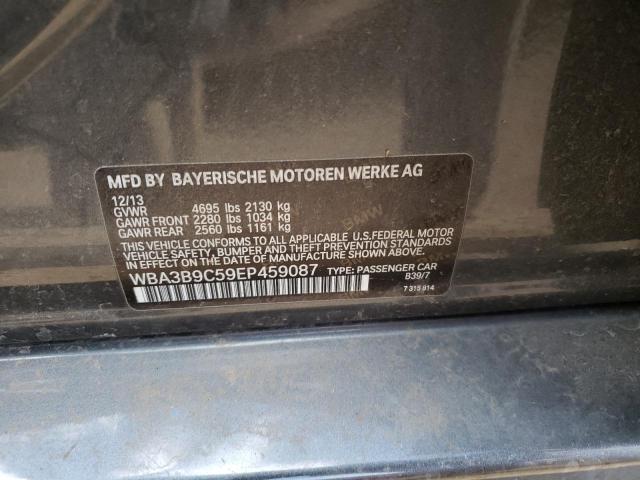 MFD BY BAYERISCHE MOTOREN WERKE AG
12/13
GVWR 4695 lbs 2130 kg
GAWR FRONT 2280 lbs 1034 kg
GAWR REAR 2560 lbs 1161 kg
THIS VEHICLE CONFORMS TO ALL APPLICABLE U.S.FEDERAL MOTOR
VEHICLE SAFETY, BUMPER AND THEFT PREVENTION STANDARDS
IN EFFECT ON THE DATE OF MANUFACTURE SHOWN ABOVE.
WBA3B9C59EP459087 TYPE: PASSENGER CAR
B39/7
7 315 914